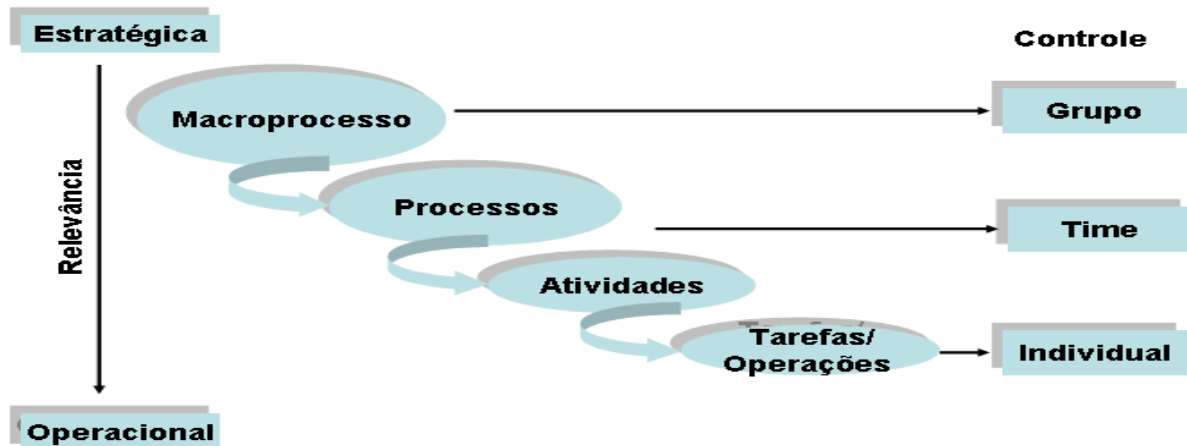 Estratégica
Controle
Macroprocesso
Grupo
Relevância
Processos
Time
Atividades
Tarefas/
Operações
Individual
Operacional